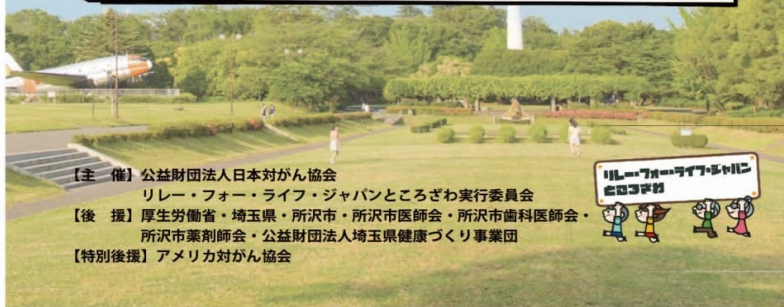 【主　催】公益財団法人日本対がん協会
リレー・フォー・ライフ・ジャパンところざわ実行委員会
【後　援】厚生労働省・埼玉県・所沢市・所沢市医師会・所沢市歯科医師会・
所沢市薬剤師会・公益財団法人埼玉県健康づくり事業団
【特別後援】アメリカ対がん協会
リレー・フォー・ライフ・ジャパン
ところざわ